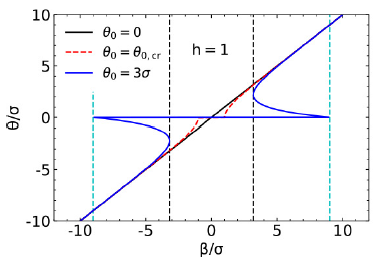 10
5
0
-5
-10
θ/σ
θ₀ = 0
θ₀ = θ₀,cr
θ₀ = 3σ
h = 1
-10 -5 0 5 10
β/σ